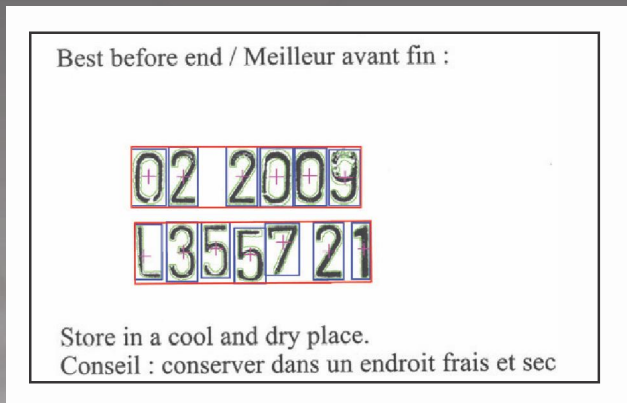 Best before end / Meilleur avant fin :
02 2009
L3557 21
Store in a cool and dry place.
Conseil : conserver dans un endroit frais et sec